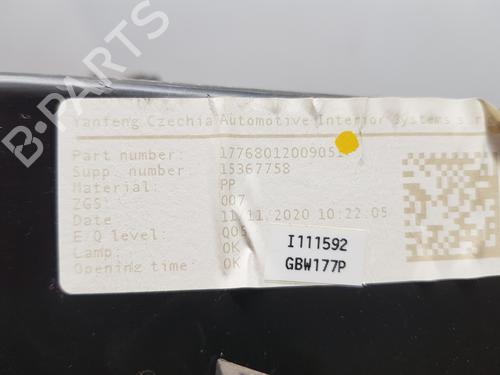 B-PARTS
Yanfeng Czechia Automotive Interior Systems s.r.
Part number: 1776801200905
Supp. number 15367758
Material: PP
ZGS: 007
Date 11.11.2020 10:22:05
E/Q level: Q05
Lamp: OK
Opening time: OK
I111592
GBW177P